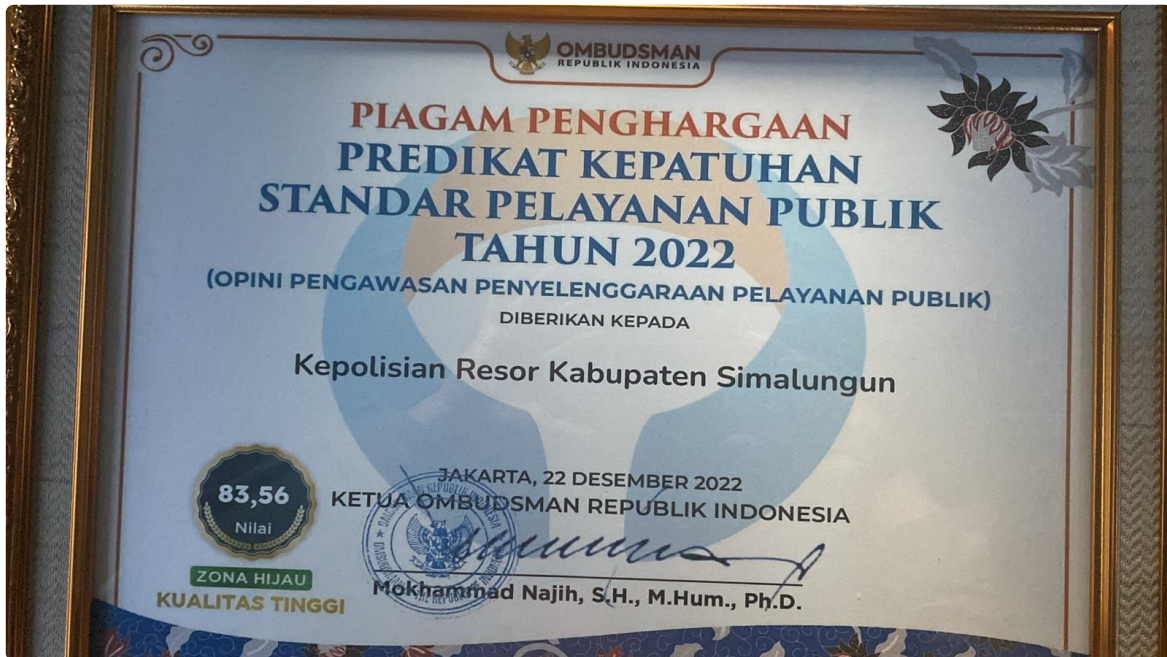 OMBUDSMAN
REPUBLIK INDONESIA
PIAGAM PENGHARGAAN
PREDIKAT KEPATUHAN
STANDAR PELAYANAN PUBLIK
TAHUN 2022
(OPINI PENGAWASAN PENYELENGGARAAN PELAYANAN PUBLIK)
DIBERIKAN KEPADA
Kepolisian Resor Kabupaten Simalungun
JAKARTA, 22 DESEMBER 2022
KETUA OMBUDSMAN REPUBLIK INDONESIA
Mokhammad Najih, S.H., M.Hum., Ph.D.
83,56
Nilai
ZONA HIJAU
KUALITAS TINGGI